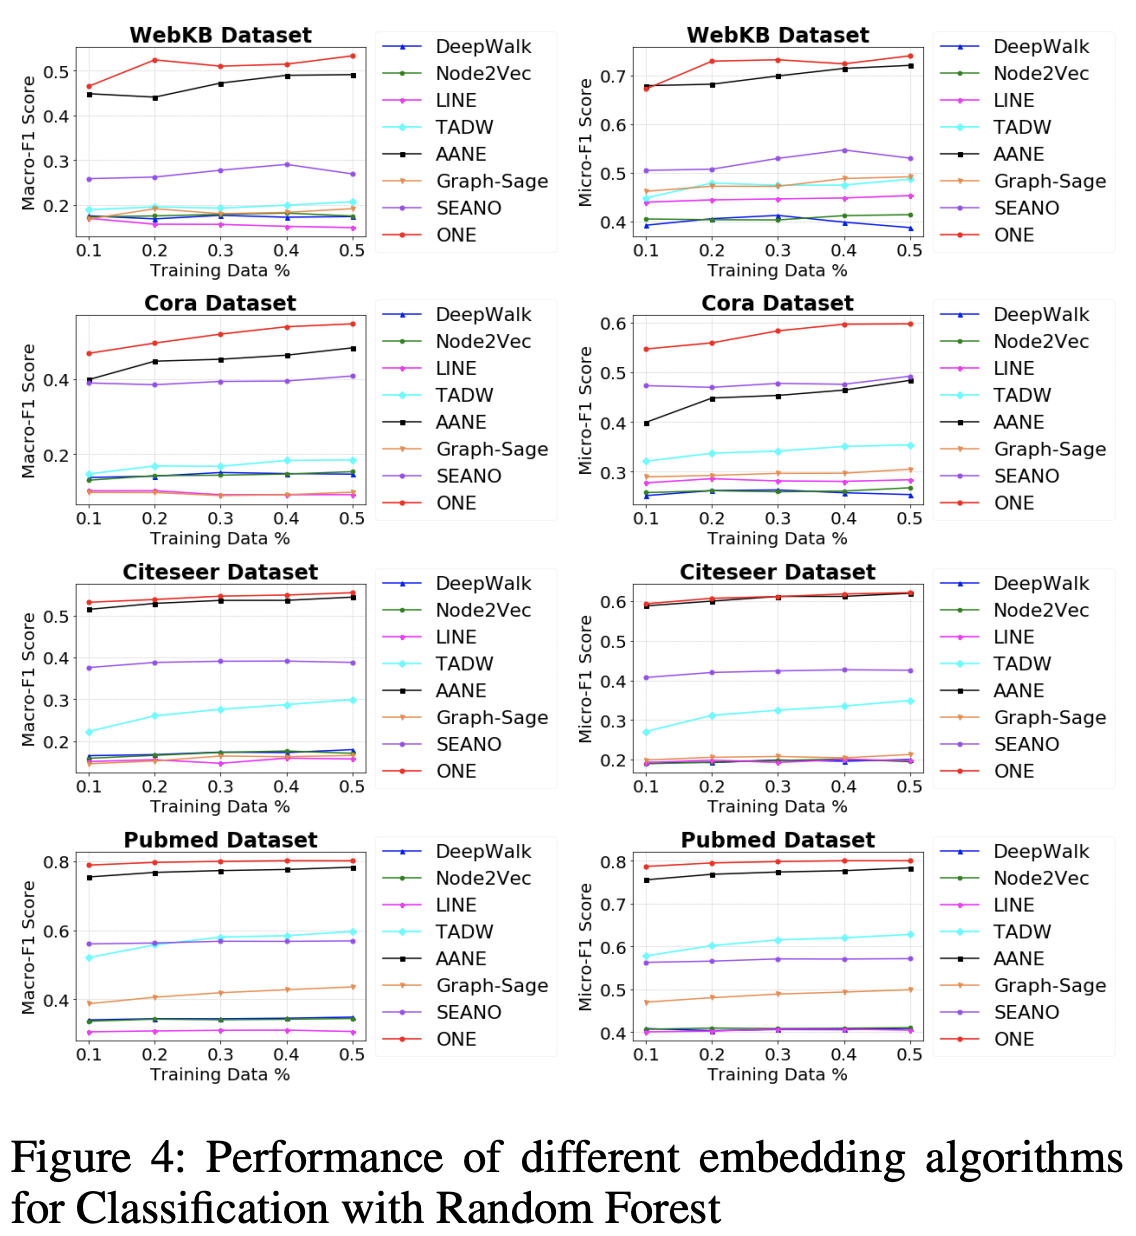 WebKB Dataset
Macro-F1 Score
0.5
0.4
0.3
0.2
0.1 0.2 0.3 0.4 0.5
Training Data %
DeepWalk
Node2Vec
LINE
TADW
AANE
Graph-Sage
SEANO
ONE
WebKB Dataset
Micro-F1 Score
0.7
0.6
0.5
0.4
0.1 0.2 0.3 0.4 0.5
Training Data %
DeepWalk
Node2Vec
LINE
TADW
AANE
Graph-Sage
SEANO
ONE
Cora Dataset
Macro-F1 Score
0.4
0.2
0.1 0.2 0.3 0.4 0.5
Training Data %
DeepWalk
Node2Vec
LINE
TADW
AANE
Graph-Sage
SEANO
ONE
Cora Dataset
Micro-F1 Score
0.6
0.5
0.4
0.3
0.1 0.2 0.3 0.4 0.5
Training Data %
DeepWalk
Node2Vec
LINE
TADW
AANE
Graph-Sage
SEANO
ONE
Citeseer Dataset
Macro-F1 Score
0.5
0.4
0.3
0.2
0.1 0.2 0.3 0.4 0.5
Training Data %
DeepWalk
Node2Vec
LINE
TADW
AANE
Graph-Sage
SEANO
ONE
Citeseer Dataset
Micro-F1 Score
0.6
0.5
0.4
0.3
0.2
0.1 0.2 0.3 0.4 0.5
Training Data %
DeepWalk
Node2Vec
LINE
TADW
AANE
Graph-Sage
SEANO
ONE
Pubmed Dataset
Macro-F1 Score
0.8
0.6
0.4
0.1 0.2 0.3 0.4 0.5
Training Data %
DeepWalk
Node2Vec
LINE
TADW
AANE
Graph-Sage
SEANO
ONE
Pubmed Dataset
Micro-F1 Score
0.8
0.7
0.6
0.5
0.4
0.1 0.2 0.3 0.4 0.5
Training Data %
DeepWalk
Node2Vec
LINE
TADW
AANE
Graph-Sage
SEANO
ONE
Figure 4: Performance of different embedding algorithms
for Classification with Random Forest